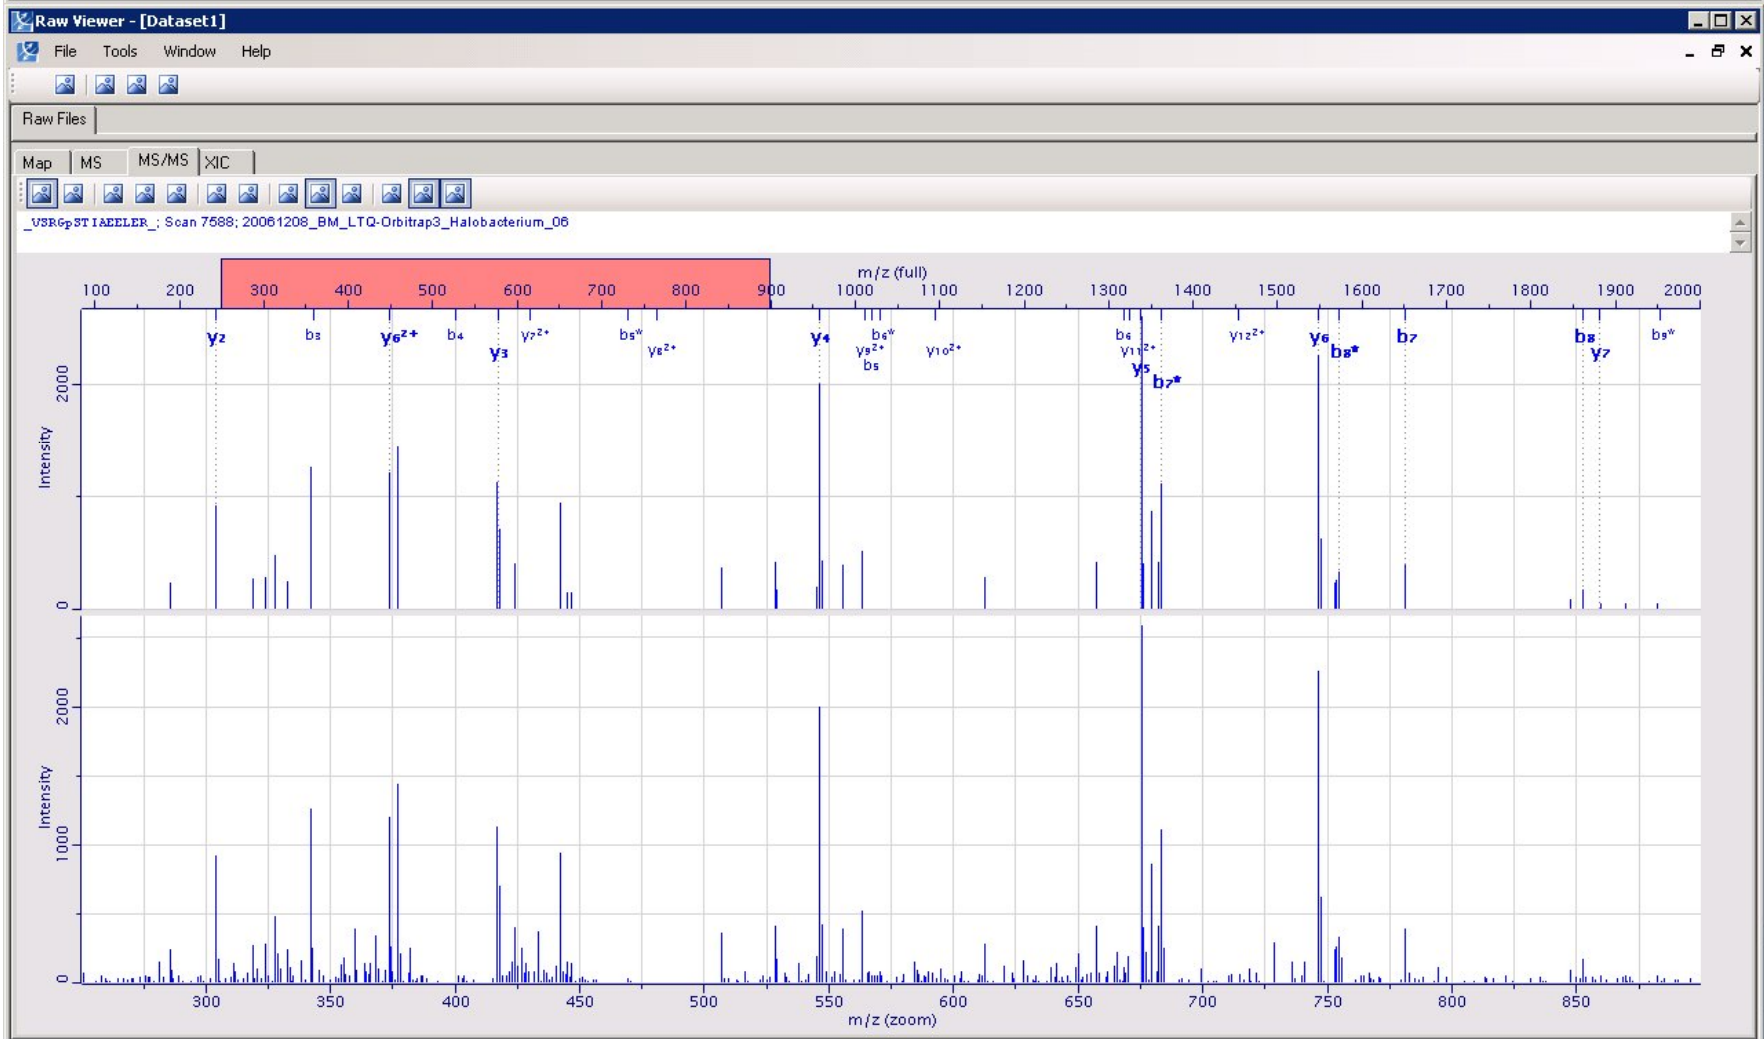 Raw Viewer - [Dataset1]
File Tools Window Help
Raw Files
Map MS MS/MS XIC
_VSRGpSTIAEELER_; Scan 7588; 20061208_BM_LTQ-Orbitrap3_Halobacterium_06
m/z (full)
100 200 300 400 500 600 700 800 900 1000 1100 1200 1300 1400 1500 1600 1700 1800 1900 2000
y2 b3 y6²⁺ b4 y3 y7²⁺ b5* y8²⁺ y4 y9²⁺ b5 b6* y10²⁺ b6 y11²⁺ y5 b7* y12²⁺ y6 b8* b7 b8 y7 b9*
2000
Intensity
0
2000
Intensity
1000
0
300 350 400 450 500 550 600 650 700 750 800 850
m/z (zoom)